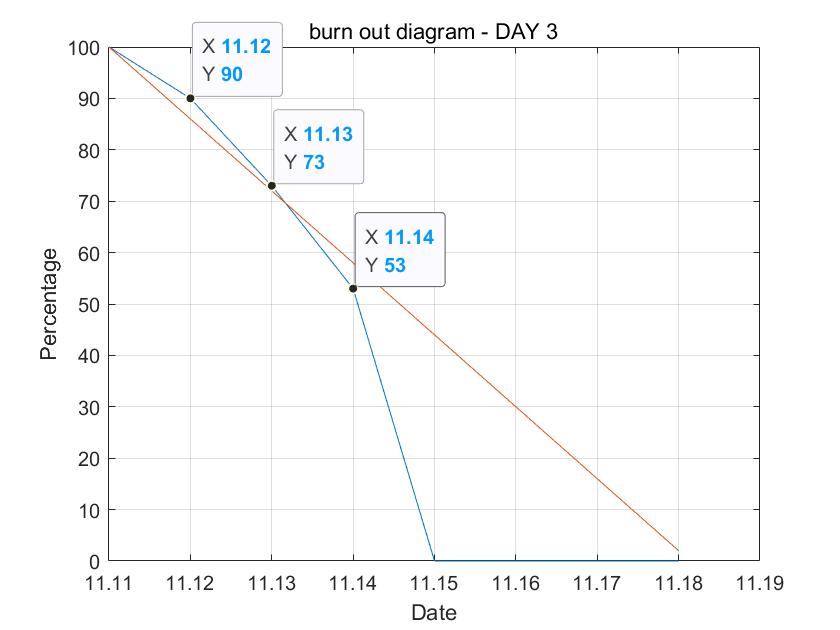 burn out diagram - DAY 3
X 11.12
Y 90
X 11.13
Y 73
X 11.14
Y 53
Percentage
100
90
80
70
60
50
40
30
20
10
0
11.11 11.12 11.13 11.14 11.15 11.16 11.17 11.18 11.19
Date